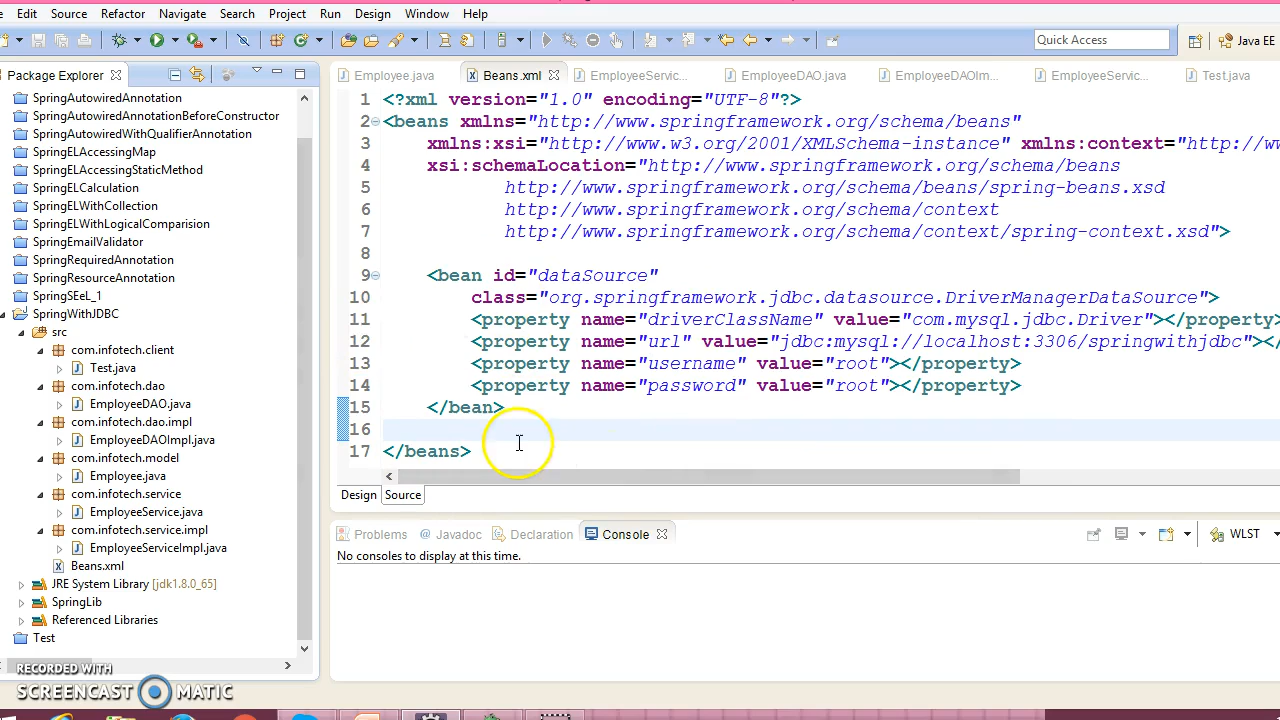 Edit Source Refactor Navigate Search Project Run Design Window Help
Quick Access
Java EE
Package Explorer
SpringAutowiredAnnotation
SpringAutowiredAnnotationBeforeConstructor
SpringAutowiredWithQualifierAnnotation
SpringELAccessingMap
SpringELAccessingStaticMethod
SpringELCalculation
SpringELWithCollection
SpringELWithLogicalComparision
SpringEmailValidator
SpringRequiredAnnotation
SpringResourceAnnotation
SpringSEeL_1
SpringWithJDBC
src
com.infotech.client
Test.java
com.infotech.dao
EmployeeDAO.java
com.infotech.dao.impl
EmployeeDAOImpl.java
com.infotech.model
Employee.java
com.infotech.service
EmployeeService.java
com.infotech.service.impl
EmployeeServiceImpl.java
Beans.xml
JRE System Library [jdk1.8.0_65]
SpringLib
Referenced Libraries
Test
RECORDED WITH
SCREENCAST MATIC
Employee.java Beans.xml EmployeeServic... EmployeeDAO.java EmployeeDAOIm... EmployeeServic... Test.java
1 <?xml version="1.0" encoding="UTF-8"?>
2 <beans xmlns="http://www.springframework.org/schema/beans"
3 xmlns:xsi="http://www.w3.org/2001/XMLSchema-instance" xmlns:context="http://ww
4 xsi:schemaLocation="http://www.springframework.org/schema/beans
5 http://www.springframework.org/schema/beans/spring-beans.xsd
6 http://www.springframework.org/schema/context
7 http://www.springframework.org/schema/context/spring-context.xsd">
8
9 <bean id="dataSource"
10 class="org.springframework.jdbc.datasource.DriverManagerDataSource">
11 <property name="driverClassName" value="com.mysql.jdbc.Driver"></property>
12 <property name="url" value="jdbc:mysql://localhost:3306/springwithjdbc"></
13 <property name="username" value="root"></property>
14 <property name="password" value="root"></property>
15 </bean>
16
17 </beans>
Design Source
Problems Javadoc Declaration Console
WLST
No consoles to display at this time.